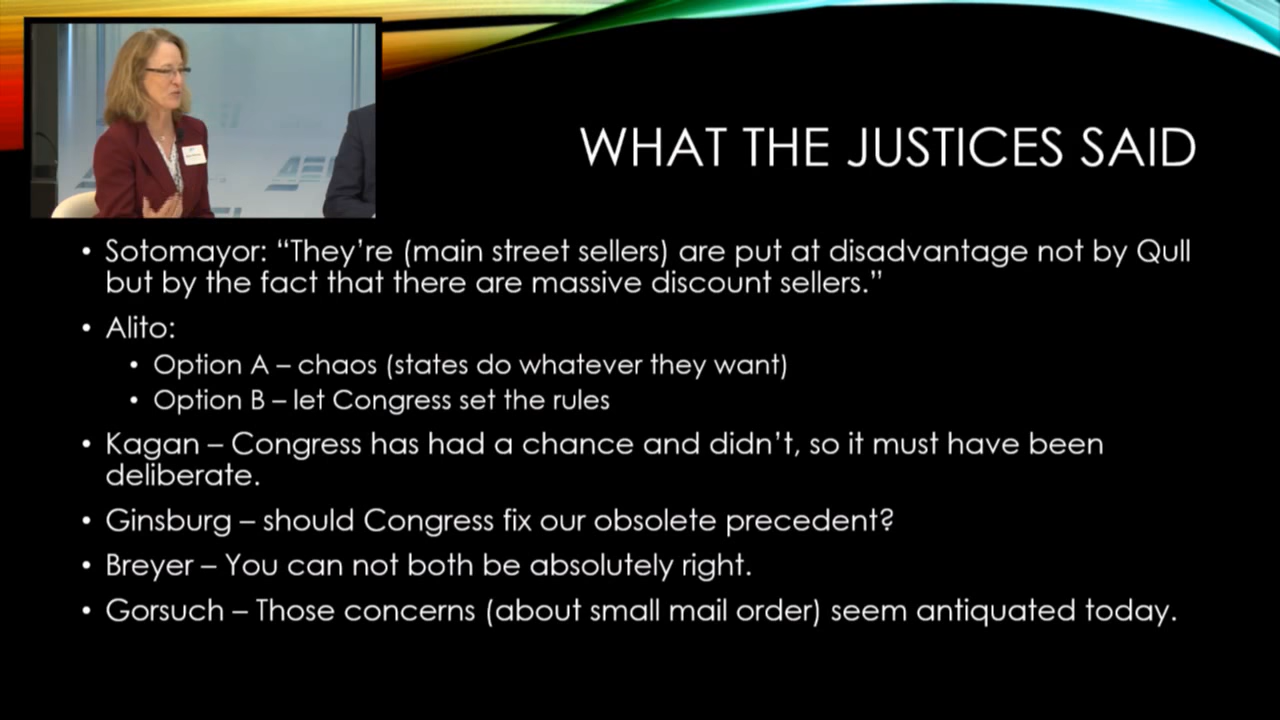 WHAT THE JUSTICES SAID
• Sotomayor: “They’re (main street sellers) are put at disadvantage not by Qull
but by the fact that there are massive discount sellers.”
• Alito:
• Option A – chaos (states do whatever they want)
• Option B – let Congress set the rules
• Kagan – Congress has had a chance and didn’t, so it must have been
deliberate.
• Ginsburg – should Congress fix our obsolete precedent?
• Breyer – You can not both be absolutely right.
• Gorsuch – Those concerns (about small mail order) seem antiquated today.